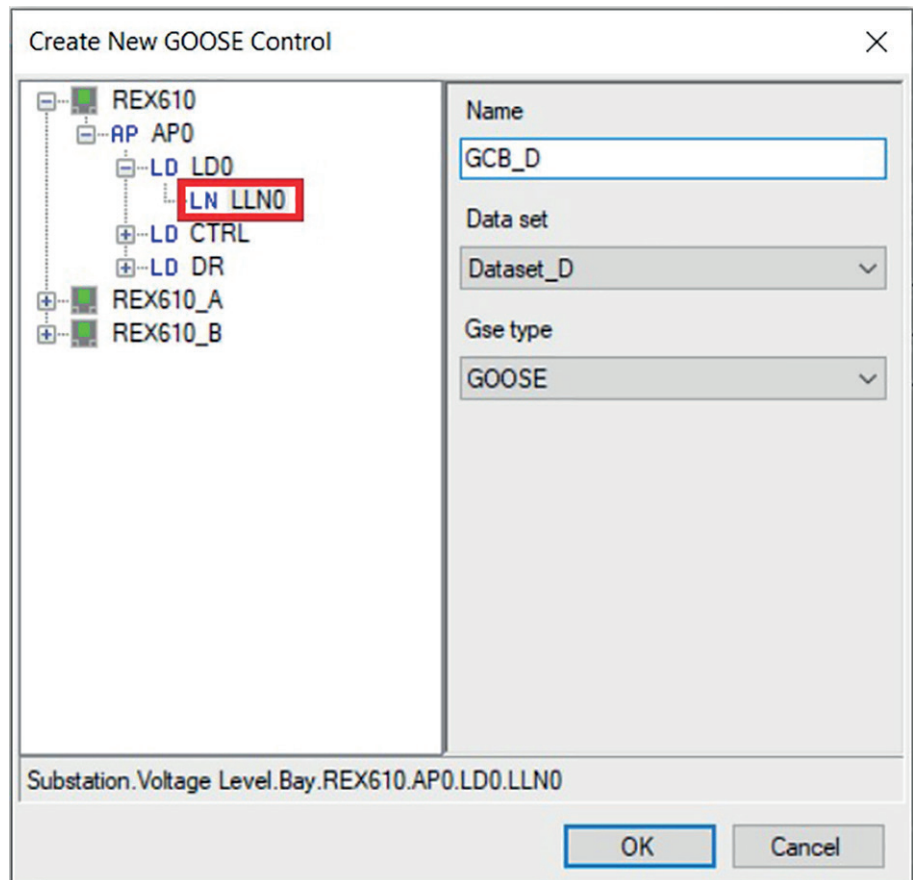 Create New GOOSE Control
REX610
AP AP0
LD LD0
LN LLN0
LD CTRL
LD DR
REX610_A
REX610_B
Name
GCB_D
Data set
Dataset_D
Gse type
GOOSE
Substation.Voltage Level.Bay.REX610.AP0.LD0.LLN0
OK
Cancel